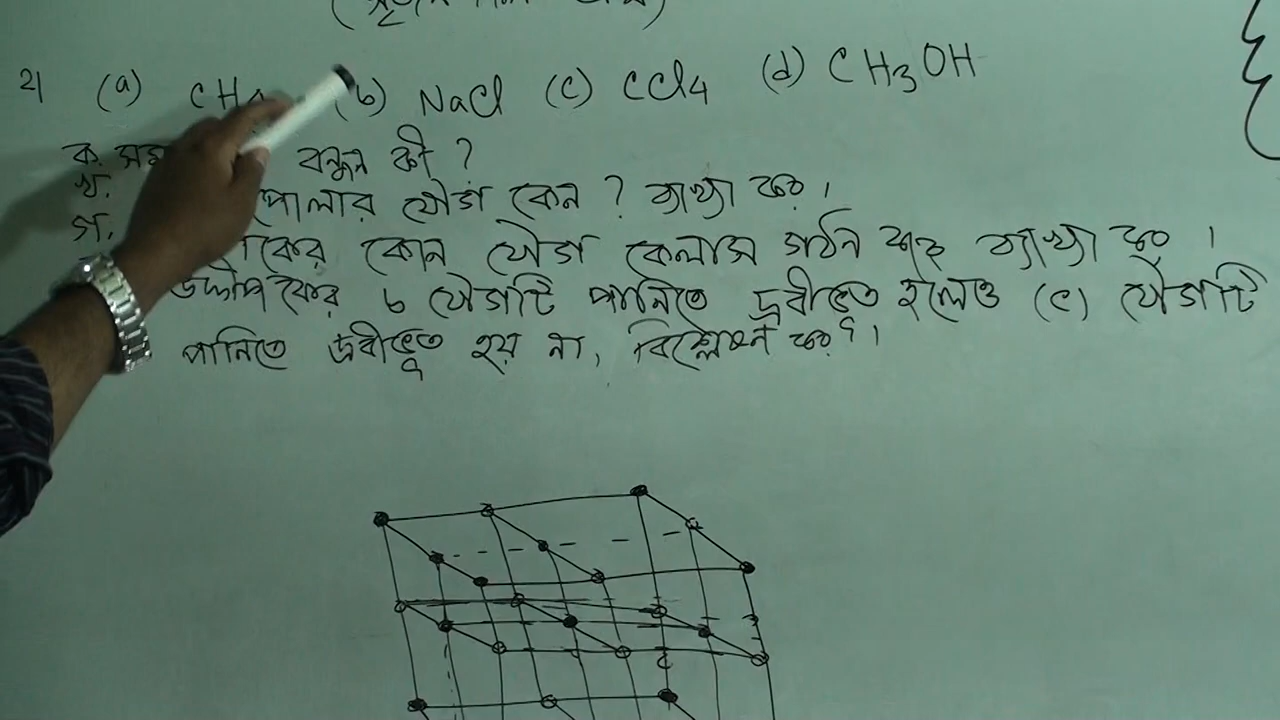 ২। (a) CH (b) NaCl (c) CCl4 (d) CH3OH
ক. বন্ধন কী ?
খ. পোলার যৌগ কেন ? ব্যাখ্যা কর।
গ. কোন যৌগ কেলাস গঠন করে ব্যাখ্যা কর।
উদ্দীপকের b যৌগটি পানিতে দ্রবীভূত হলেও (c) যৌগটি
পানিতে দ্রবীভূত হয় না, বিশ্লেষণ কর।